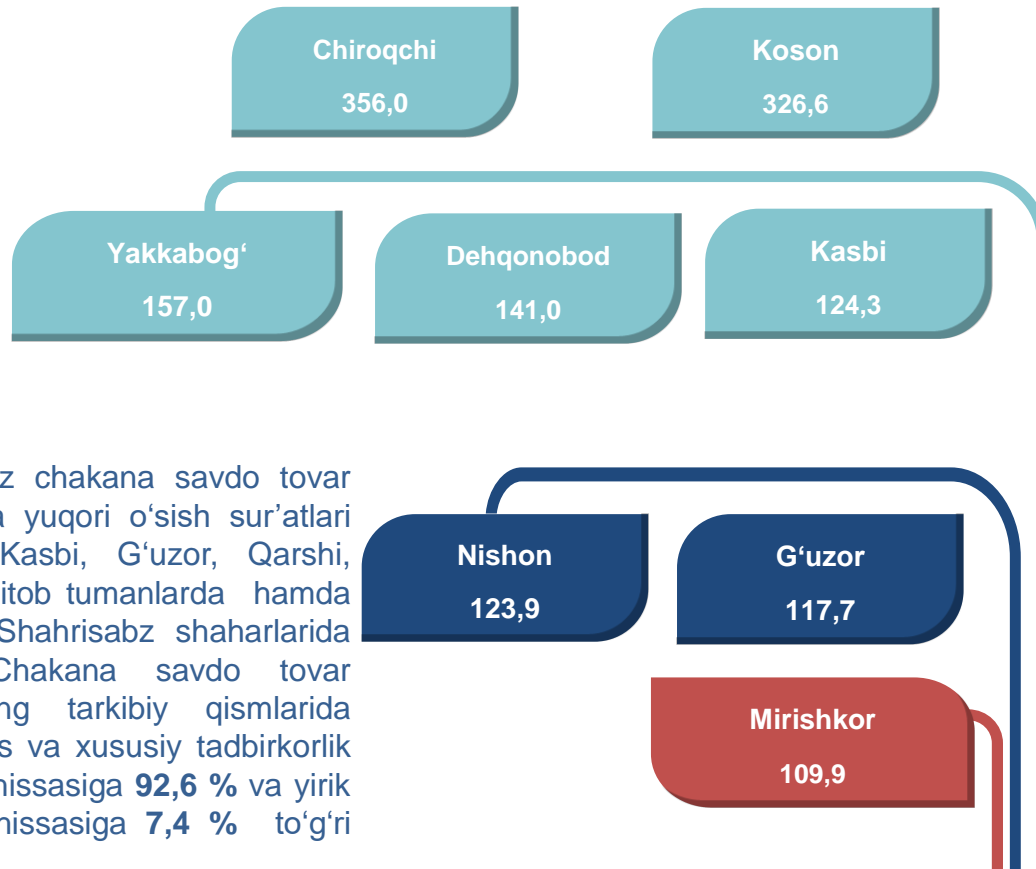 Chiroqchi
356,0
Koson
326,6
Yakkabog‘
157,0
Dehqonobod
141,0
Kasbi
124,3
chakana savdo tovar
yuqori o‘sish sur’atlari
Kasbi, G‘uzor, Qarshi,
tumanlarda hamda
Shahrisabz shaharlarida
Chakana savdo tovar
tarkibiy qismlarida
va xususiy tadbirkorlik
hissasiga 92,6 % va yirik
hissasiga 7,4 % to‘g‘ri
Nishon
123,9
G‘uzor
117,7
Mirishkor
109,9